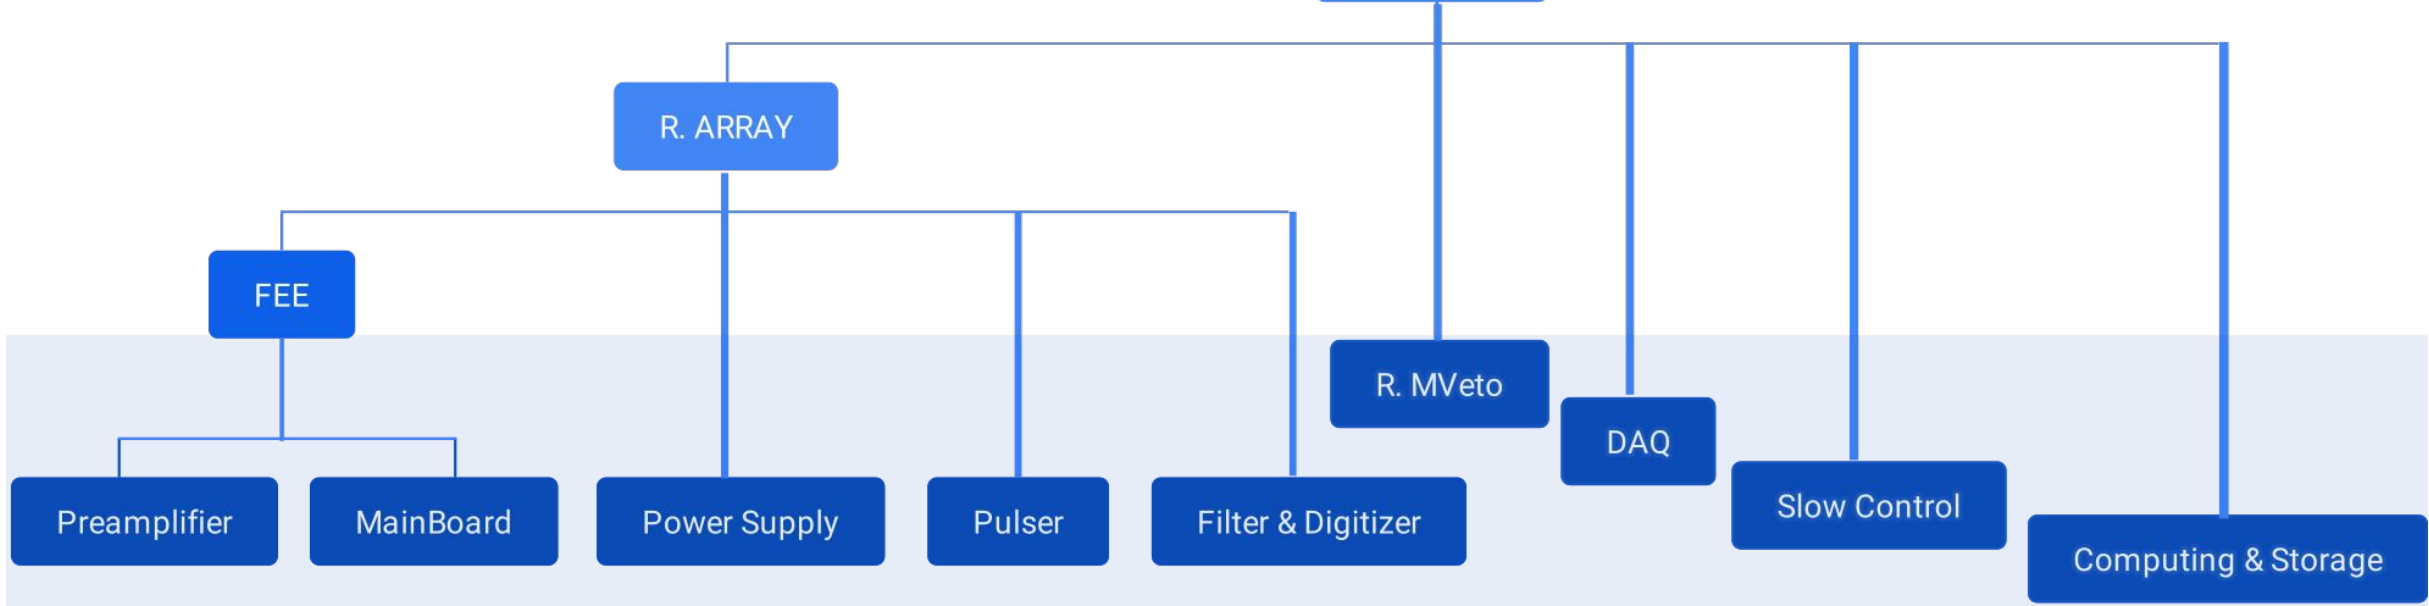 R. ARRAY
FEE
R. MVeto
DAQ
Slow Control
Preamplifier
MainBoard
Power Supply
Pulser
Filter & Digitizer
Computing & Storage